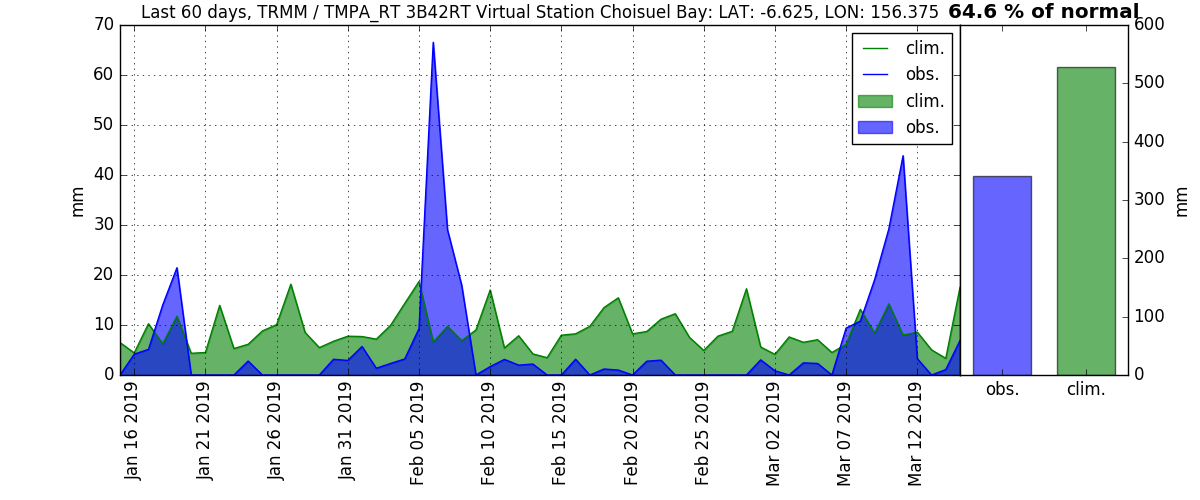 Last 60 days, TRMM / TMPA_RT 3B42RT Virtual Station Choisuel Bay: LAT: -6.625, LON: 156.375
64.6 % of normal
70
60
50
40
30
20
10
0
mm
clim.
obs.
clim.
obs.
600
500
400
300
200
100
0
mm
Jan 16 2019
Jan 21 2019
Jan 26 2019
Jan 31 2019
Feb 05 2019
Feb 10 2019
Feb 15 2019
Feb 20 2019
Feb 25 2019
Mar 02 2019
Mar 07 2019
Mar 12 2019
obs.
clim.